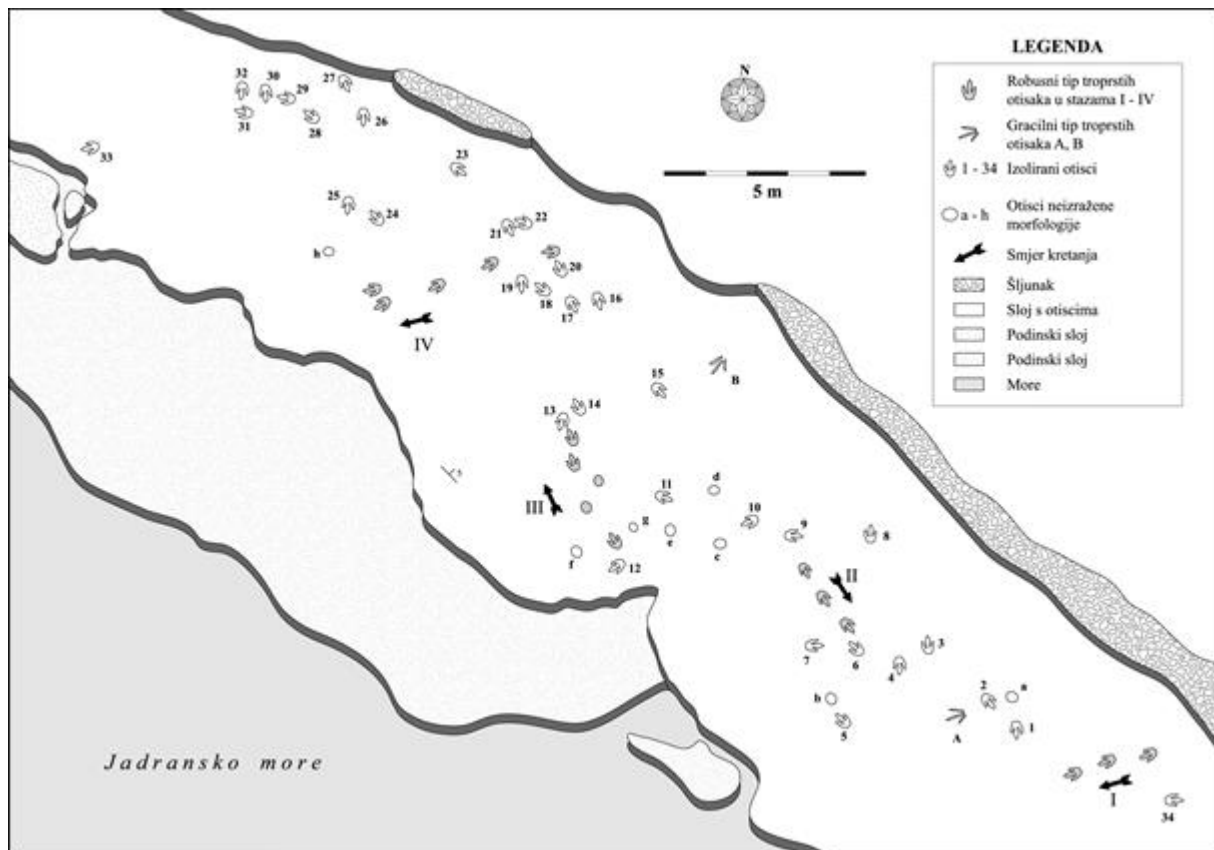 LEGENDA
Robusni tip troprstih
otisaka u stazama I - IV
Gracilni tip troprstih
otisaka A, B
1 - 34 Izolirani otisci
a - h Otisci neizražene
morfologije
Smjer kretanja
Šljunak
Sloj s otiscima
Podinski sloj
Podinski sloj
More
N
5 m
32 30 29 27
31 28 26
33
23
25 24
22
21
h
20
19 18 17 16
IV
15 B
13 14
III
11 d
10 9 8
g e c
f 12
II
7 6 4 3
b 5
2 a
A 1
I
34
Jadransko more